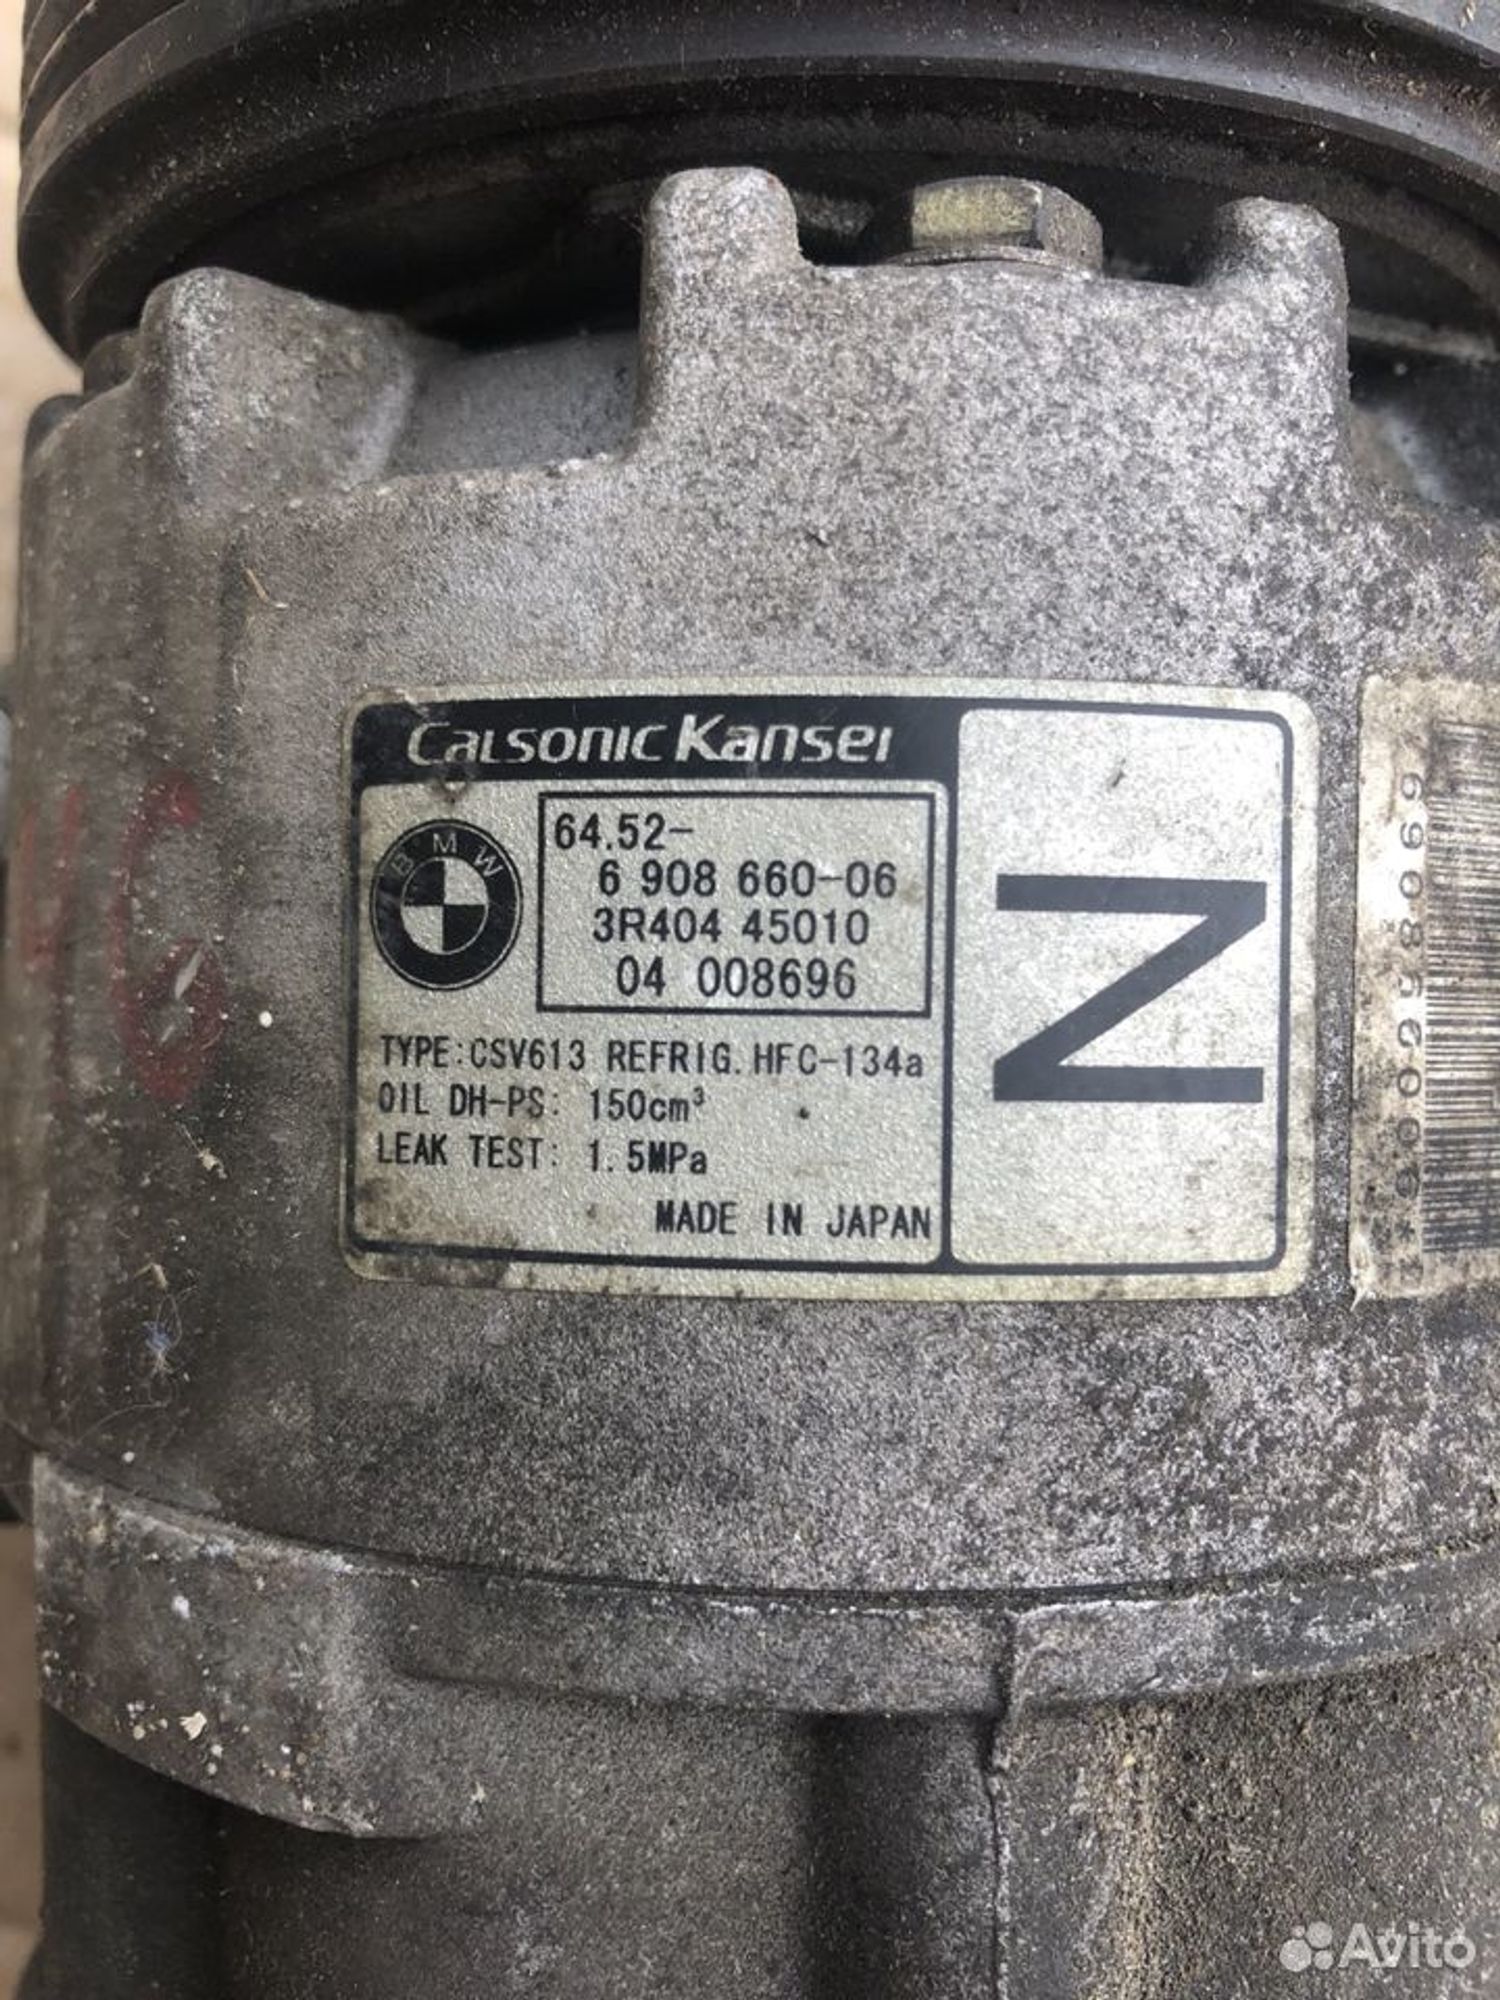 Calsonic Kansei
BMW
64.52-
6 908 660-06
3R404 45010
04 008696
TYPE:CSV613 REFRIG. HFC-134a
OIL DH-PS: 150cm³
LEAK TEST: 1.5MPa
MADE IN JAPAN
N
Avito